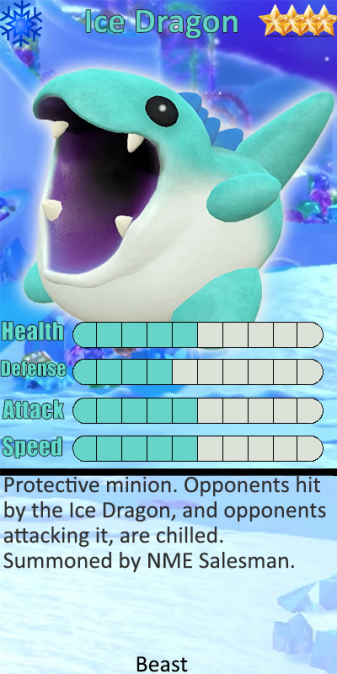 Ice Dragon
Health
Defense
Attack
Speed
Protective minion. Opponents hit
by the Ice Dragon, and opponents
attacking it, are chilled.
Summoned by NME Salesman.
Beast